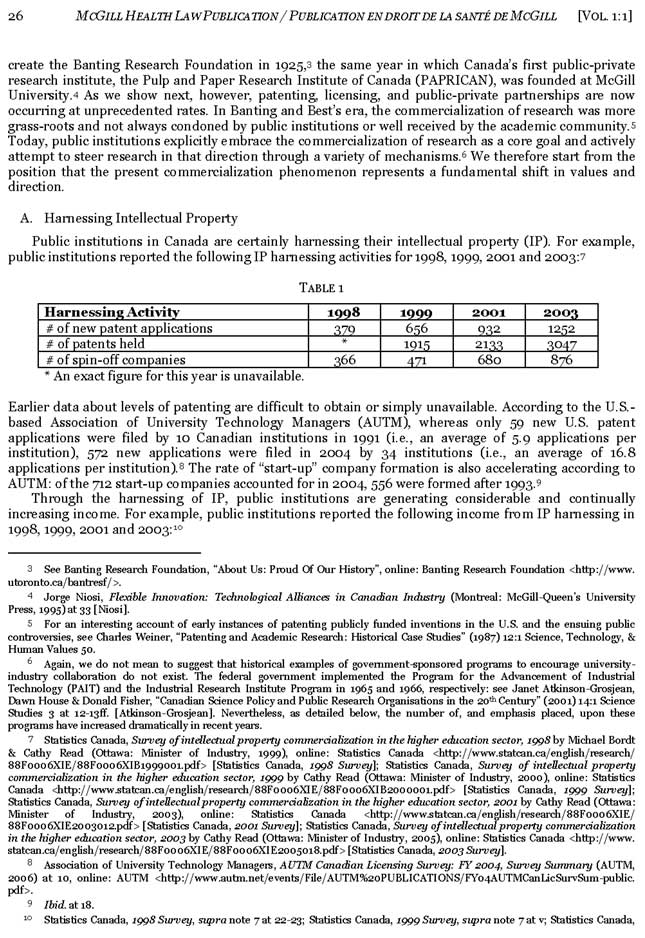 26 MCGILL HEALTH LAW PUBLICATION / PUBLICATION EN DROIT DE LA SANTÉ DE MCGILL [VOL. 1:1]
create the Banting Research Foundation in 1925,3 the same year in which Canada's first public-private
research institute, the Pulp and Paper Research Institute of Canada (PAPRICAN), was founded at McGill
University.4 As we show next, however, patenting, licensing, and public-private partnerships are now
occurring at unprecedented rates. In Banting and Best's era, the commercialization of research was more
grass-roots and not always condoned by public institutions or well received by the academic community.5
Today, public institutions explicitly embrace the commercialization of research as a core goal and actively
attempt to steer research in that direction through a variety of mechanisms.6 We therefore start from the
position that the present commercialization phenomenon represents a fundamental shift in values and
direction.
A. Harnessing Intellectual Property
Public institutions in Canada are certainly harnessing their intellectual property (IP). For example,
public institutions reported the following IP harnessing activities for 1998, 1999, 2001 and 2003:7
TABLE 1
Harnessing Activity 1998 1999 2001 2003
# of new patent applications 379 656 932 1252
# of patents held * 1915 2133 3047
# of spin-off companies 366 471 680 876
* An exact figure for this year is unavailable.
Earlier data about levels of patenting are difficult to obtain or simply unavailable. According to the U.S.-
based Association of University Technology Managers (AUTM), whereas only 59 new U.S. patent
applications were filed by 10 Canadian institutions in 1991 (i.e., an average of 5.9 applications per
institution), 572 new applications were filed in 2004 by 34 institutions (i.e., an average of 16.8
applications per institution).8 The rate of "start-up" company formation is also accelerating according to
AUTM: of the 712 start-up companies accounted for in 2004, 556 were formed after 1993.9
Through the harnessing of IP, public institutions are generating considerable and continually
increasing income. For example, public institutions reported the following income from IP harnessing in
1998, 1999, 2001 and 2003:10
3 See Banting Research Foundation, "About Us: Proud Of Our History", online: Banting Research Foundation <http://www.
utoronto.ca/bantresf/>.
4 Jorge Niosi, Flexible Innovation: Technological Alliances in Canadian Industry (Montreal: McGill-Queen's University
Press, 1995) at 33 [Niosi].
5 For an interesting account of early instances of patenting publicly funded inventions in the U.S. and the ensuing public
controversies, see Charles Weiner, "Patenting and Academic Research: Historical Case Studies" (1987) 12:1 Science, Technology, &
Human Values 50.
6 Again, we do not mean to suggest that historical examples of government-sponsored programs to encourage university-
industry collaboration do not exist. The federal government implemented the Program for the Advancement of Industrial
Technology (PAIT) and the Industrial Research Institute Program in 1965 and 1966, respectively: see Janet Atkinson-Grosjean,
Dawn House & Donald Fisher, "Canadian Science Policy and Public Research Organisations in the 20th Century" (2001) 14:1 Science
Studies 3 at 12-13ff. [Atkinson-Grosjean]. Nevertheless, as detailed below, the number of, and emphasis placed, upon these
programs have increased dramatically in recent years.
7 Statistics Canada, Survey of intellectual property commercialization in the higher education sector, 1998 by Michael Bordt
& Cathy Read (Ottawa: Minister of Industry, 1999), online: Statistics Canada <http://www.statcan.ca/english/research/
88F0006XIE/88F0006XIB1999001.pdf> [Statistics Canada, 1998 Survey]; Statistics Canada, Survey of intellectual property
commercialization in the higher education sector, 1999 by Cathy Read (Ottawa: Minister of Industry, 2000), online: Statistics
Canada <http://www.statcan.ca/english/research/88F0006XIE/88F0006XIB2000001.pdf> [Statistics Canada, 1999 Survey];
Statistics Canada, Survey of intellectual property commercialization in the higher education sector, 2001 by Cathy Read (Ottawa:
Minister of Industry, 2003), online: Statistics Canada <http://www.statcan.ca/english/research/88F0006XIE/
88F0006XIE2003012.pdf> [Statistics Canada, 2001 Survey]; Statistics Canada, Survey of intellectual property commercialization
in the higher education sector, 2003 by Cathy Read (Ottawa: Minister of Industry, 2005), online: Statistics Canada <http://www.
statcan.ca/english/research/88F0006XIE/88F0006XIE2005018.pdf> [Statistics Canada, 2003 Survey].
8 Association of University Technology Managers, AUTM Canadian Licensing Survey: FY 2004, Survey Summary (AUTM,
2006) at 10, online: AUTM <http://www.autm.net/events/File/AUTM%20PUBLICATIONS/FY04AUTMCanLicSurvSum-public.
pdf>.
9 Ibid. at 18.
10 Statistics Canada, 1998 Survey, supra note 7 at 22-23; Statistics Canada, 1999 Survey, supra note 7 at v; Statistics Canada,